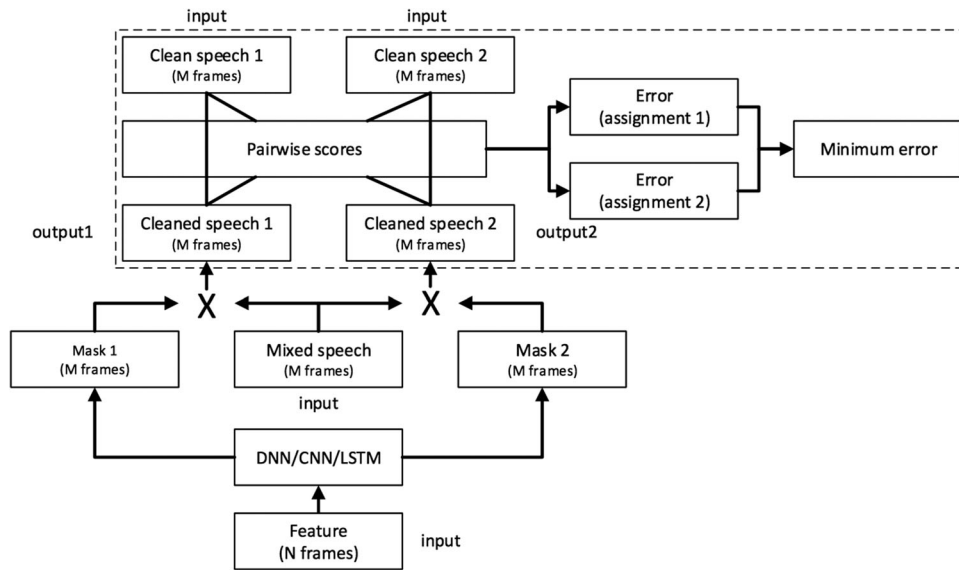 input
input
Clean speech 1
(M frames)
Clean speech 2
(M frames)
Pairwise scores
Error
(assignment 1)
Error
(assignment 2)
Minimum error
output1
Cleaned speech 1
(M frames)
Cleaned speech 2
(M frames)
output2
X
X
Mask 1
(M frames)
Mixed speech
(M frames)
Mask 2
(M frames)
input
DNN/CNN/LSTM
Feature
(N frames)
input